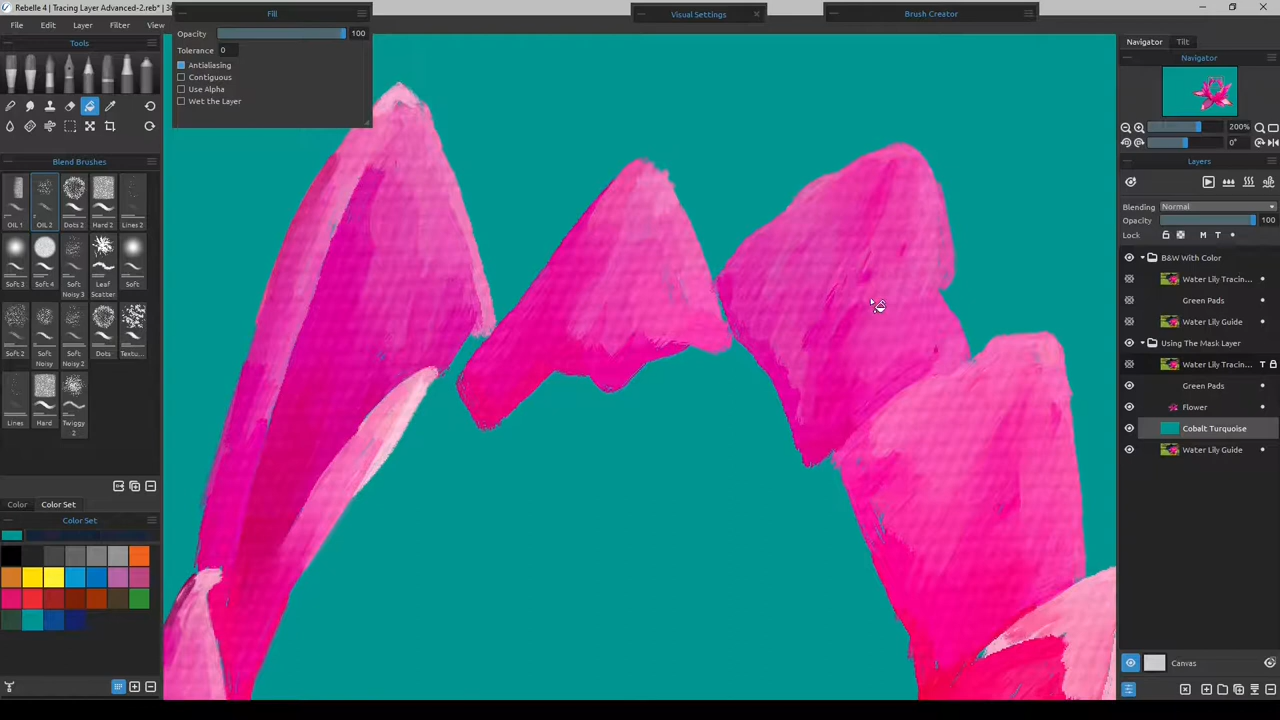 Rebelle 4 | Tracing Layer Advanced-2.reb* | 36
File Edit Layer Filter View
Fill
Opacity 100
Tolerance 0
Antialiasing
Contiguous
Use Alpha
Wet the Layer
Visual Settings
Brush Creator
Tools
Blend Brushes
OIL 1 OIL 2 Dots 2 Hard 2 Lines 2
Soft 3 Soft 4 Soft Noisy3 Leaf Scatter Soft
Soft 2 Soft Noisy Soft Noisy 2 Dots Textu...
Lines Hard Twiggy 2
Color Color Set
Color Set
Navigator Tilt
Navigator
200%
0°
Layers
Blending Normal
Opacity 100
Lock M T
B&W With Color
Water Lily Tracin...
Green Pads
Water Lily Guide
Using The Mask Layer
Water Lily Tracin... T
Green Pads
Flower
Cobalt Turquoise
Water Lily Guide
Canvas